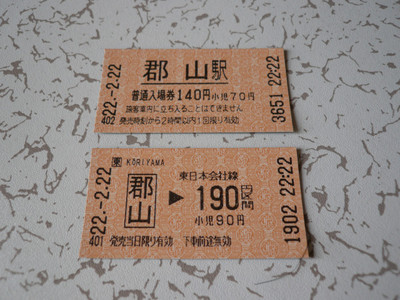 郡山駅
普通入場券140円 小児70円
旅客車内に立ち入ることはできません
発売時刻から2時間以内1回限り有効
22.-2.22
402
3651 22:22
東 KORIYAMA
東日本会社線
郡山 ▶ 190円区間
小児90円
22.-2.22
401 発売当日限り有効 下車前途無効
1902 22:22